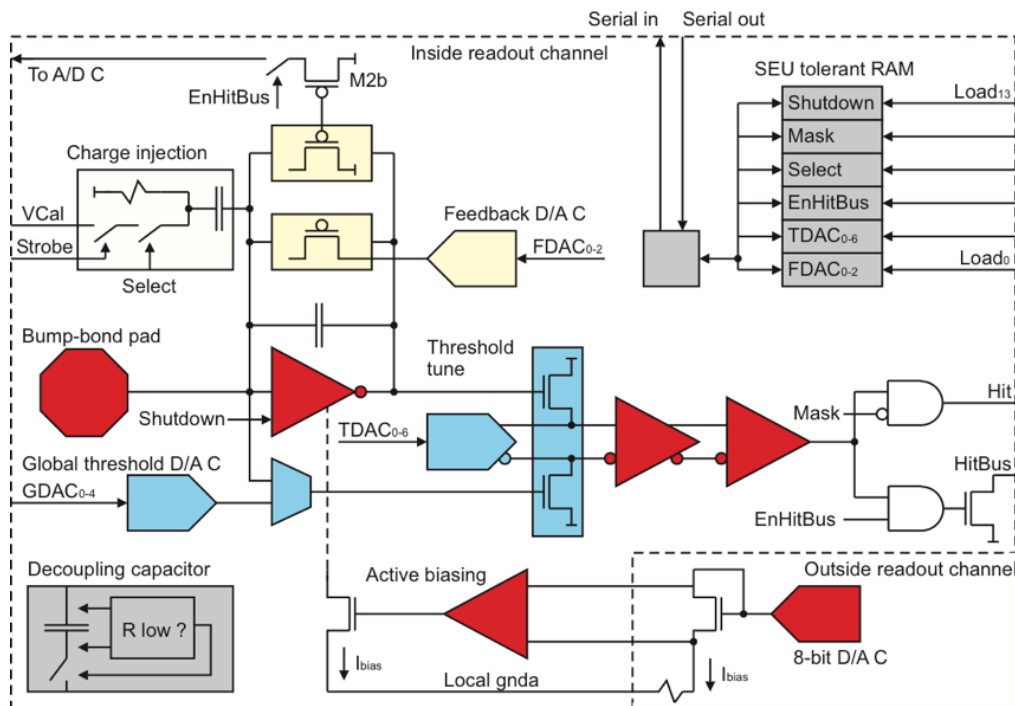 Serial in
Serial out
Inside readout channel
To A/D C
M2b
EnHitBus
SEU tolerant RAM
Shutdown
Load13
Mask
Select
EnHitBus
TDAC0-6
FDAC0-2
Load0
Charge injection
VCal
Strobe
Select
Feedback D/A C
FDAC0-2
Bump-bond pad
Shutdown
Threshold
tune
TDAC0-6
Mask
Hit
Global threshold D/A C
GDAC0-4
HitBus
EnHitBus
Decoupling capacitor
R low ?
Active biasing
Outside readout channel
8-bit D/A C
Ibias
Ibias
Local gnda